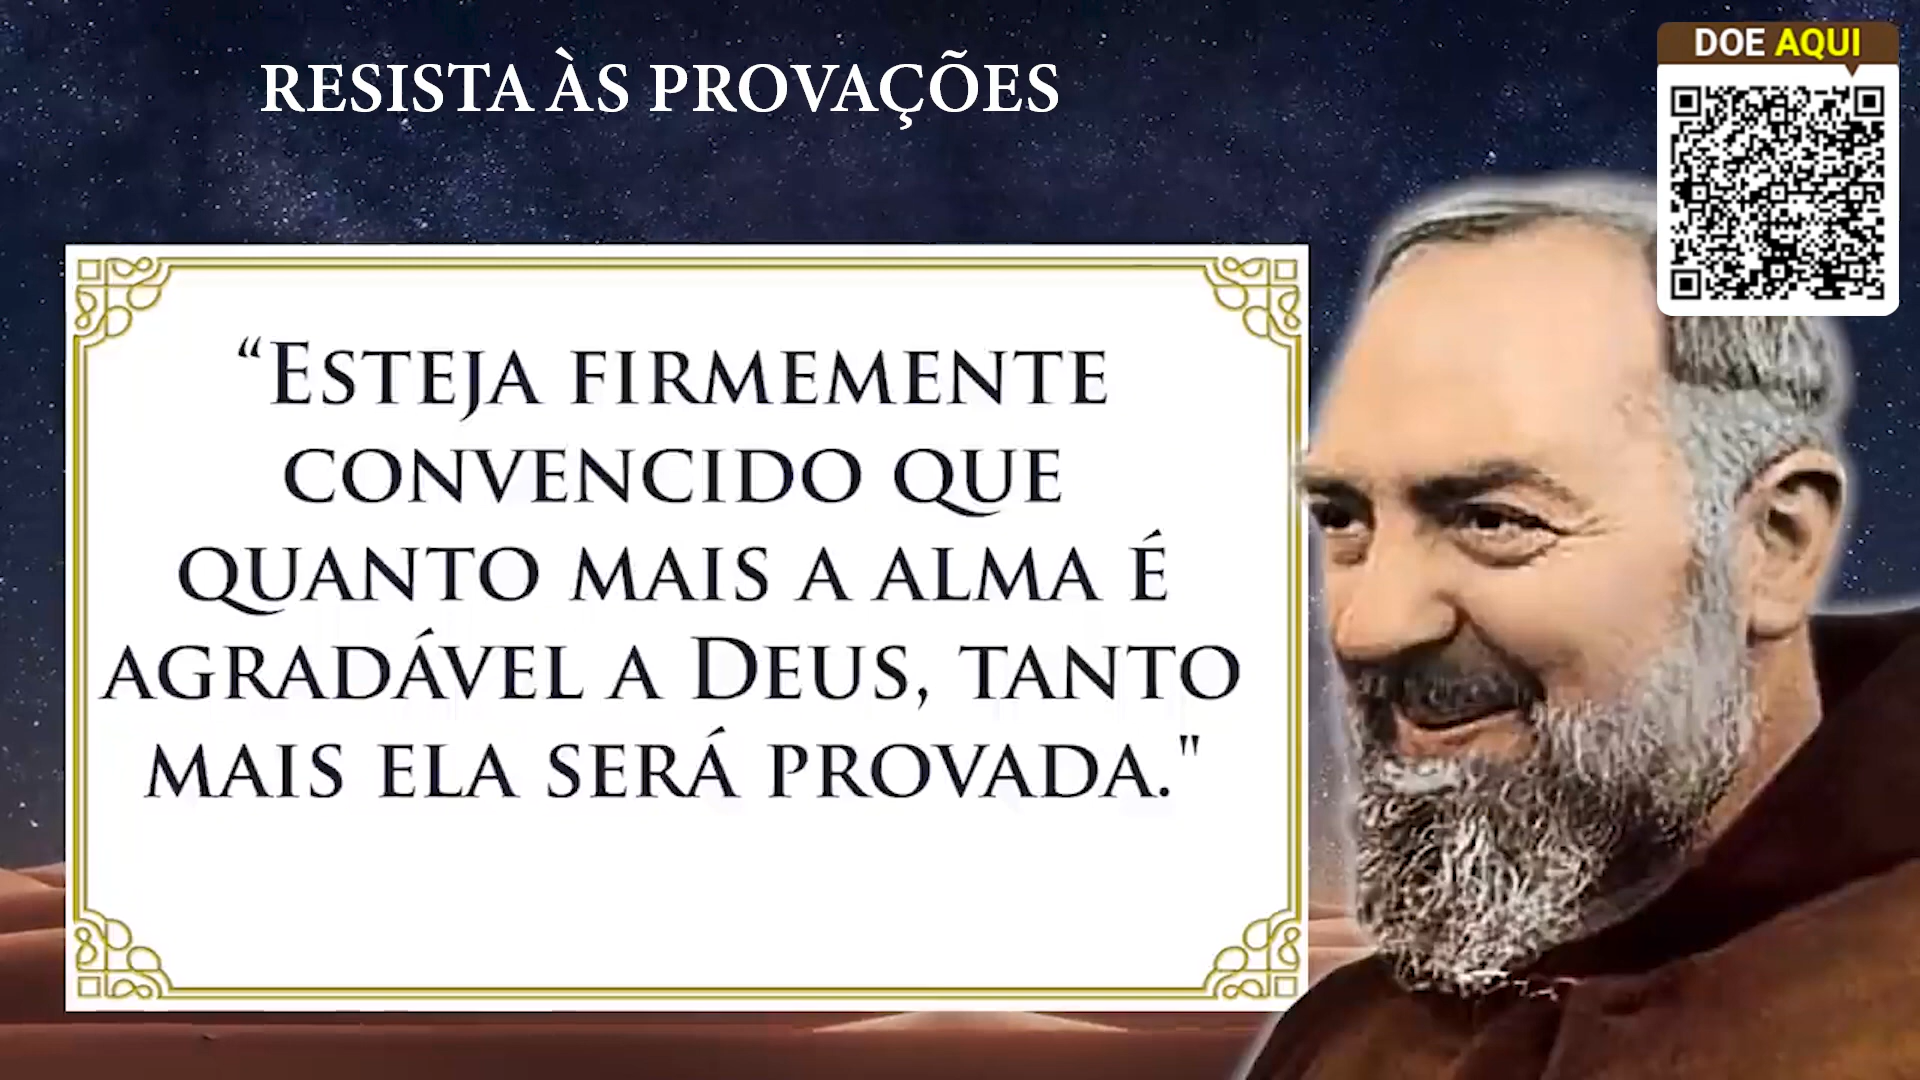 RESISTA ÀS PROVAÇÕES
DOE AQUI
“ESTEJA FIRMEMENTE
CONVENCIDO QUE
QUANTO MAIS A ALMA É
AGRADÁVEL A DEUS, TANTO
MAIS ELA SERÁ PROVADA."